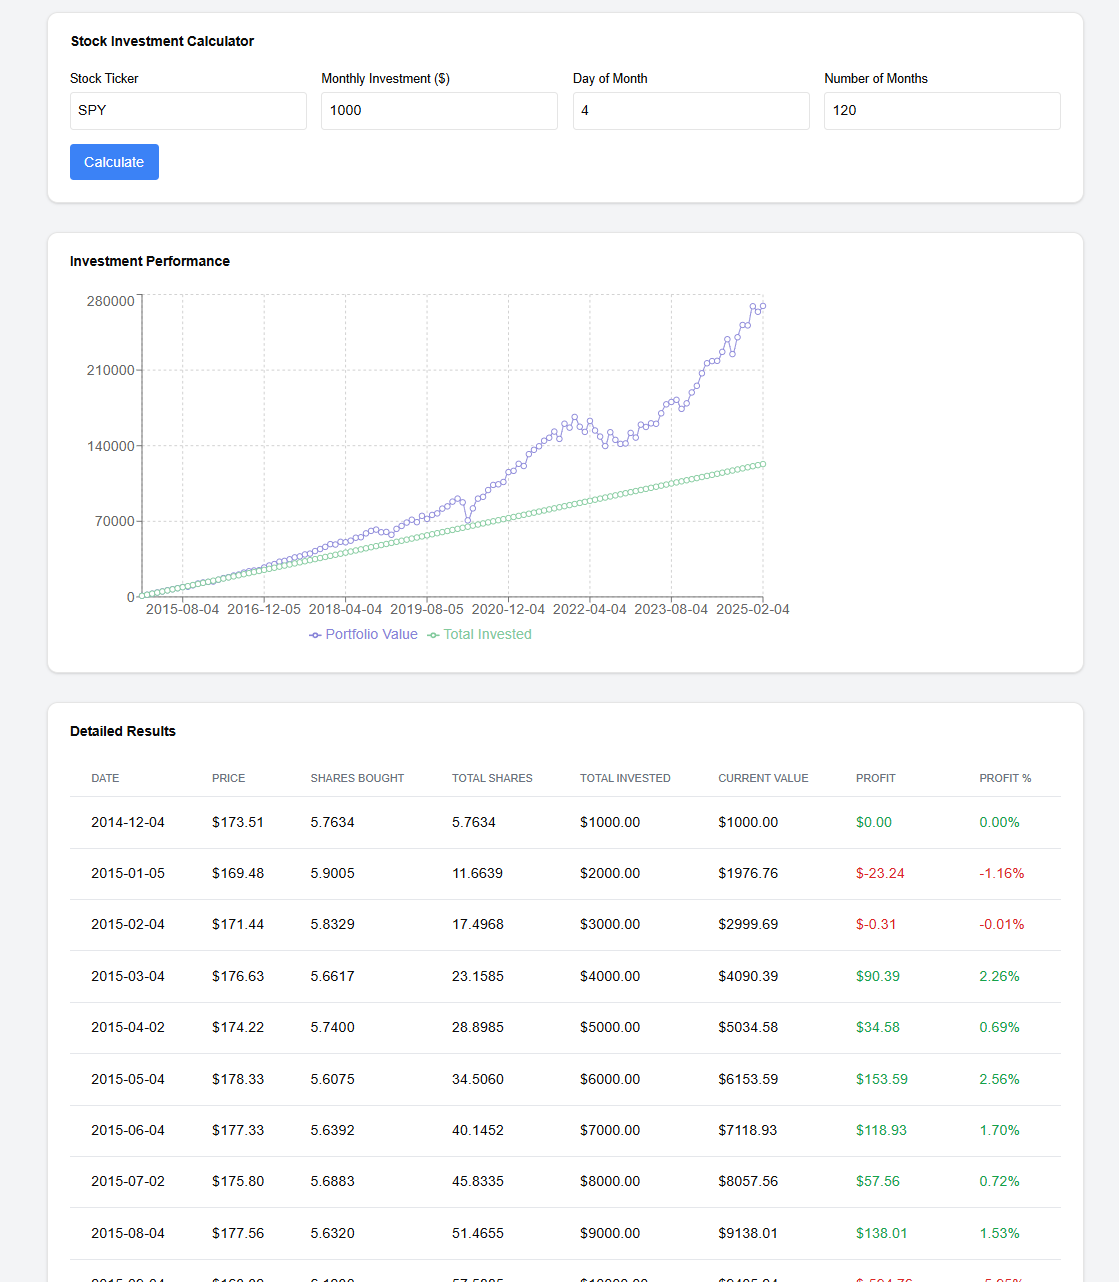 Stock Investment Calculator
Stock Ticker Monthly Investment ($) Day of Month Number of Months
SPY 1000 4 120
Calculate
Investment Performance
280000
210000
140000
70000
0
2015-08-04 2016-12-05 2018-04-04 2019-08-05 2020-12-04 2022-04-04 2023-08-04 2025-02-04
Portfolio Value Total Invested
Detailed Results
DATE PRICE SHARES BOUGHT TOTAL SHARES TOTAL INVESTED CURRENT VALUE PROFIT PROFIT %
2014-12-04 $173.51 5.7634 5.7634 $1000.00 $1000.00 $0.00 0.00%
2015-01-05 $169.48 5.9005 11.6639 $2000.00 $1976.76 $-23.24 -1.16%
2015-02-04 $171.44 5.8329 17.4968 $3000.00 $2999.69 $-0.31 -0.01%
2015-03-04 $176.63 5.6617 23.1585 $4000.00 $4090.39 $90.39 2.26%
2015-04-02 $174.22 5.7400 28.8985 $5000.00 $5034.58 $34.58 0.69%
2015-05-04 $178.33 5.6075 34.5060 $6000.00 $6153.59 $153.59 2.56%
2015-06-04 $177.33 5.6392 40.1452 $7000.00 $7118.93 $118.93 1.70%
2015-07-02 $175.80 5.6883 45.8335 $8000.00 $8057.56 $57.56 0.72%
2015-08-04 $177.56 5.6320 51.4655 $9000.00 $9138.01 $138.01 1.53%